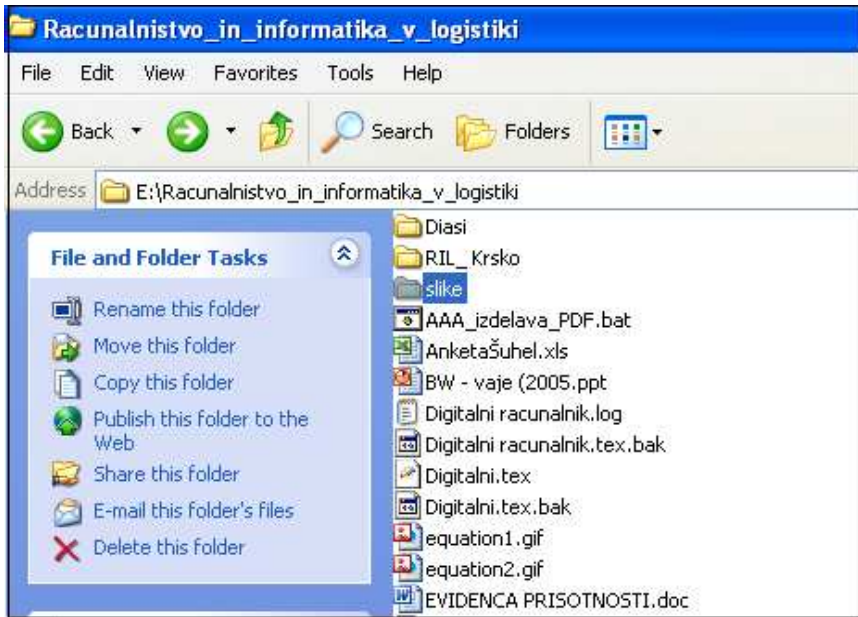 Racunalnistvo_in_informatika_v_logistiki
File Edit View Favorites Tools Help
Back Search Folders
Address E:\Racunalnistvo_in_informatika_v_logistiki
File and Folder Tasks
Rename this folder
Move this folder
Copy this folder
Publish this folder to the
Web
Share this folder
E-mail this folder's files
Delete this folder
Diasi
RIL_Krsko
slike
AAA_izdelava_PDF.bat
AnketaŠuhel.xls
BW - vaje (2005.ppt
Digitalni racunalnik.log
Digitalni racunalnik.tex.bak
Digitalni.tex
Digitalni.tex.bak
equation1.gif
equation2.gif
EVIDENCA PRISOTNOSTI.doc